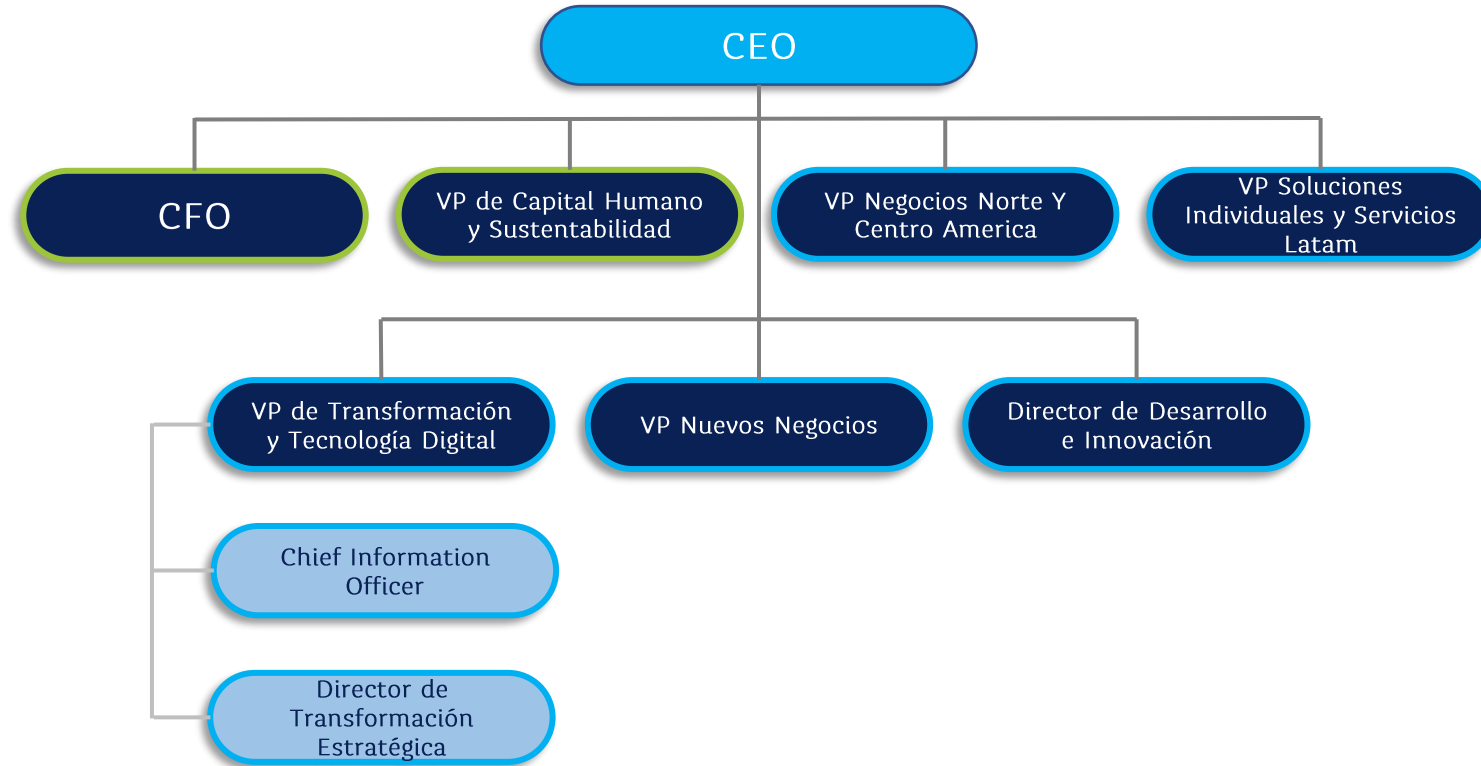 CEO
CFO
VP de Capital Humano
y Sustentabilidad
VP Negocios Norte Y
Centro America
VP Soluciones
Individuales y Servicios
Latam
VP de Transformación
y Tecnología Digital
VP Nuevos Negocios
Director de Desarrollo
e Innovación
Chief Information
Officer
Director de
Transformación
Estratégica